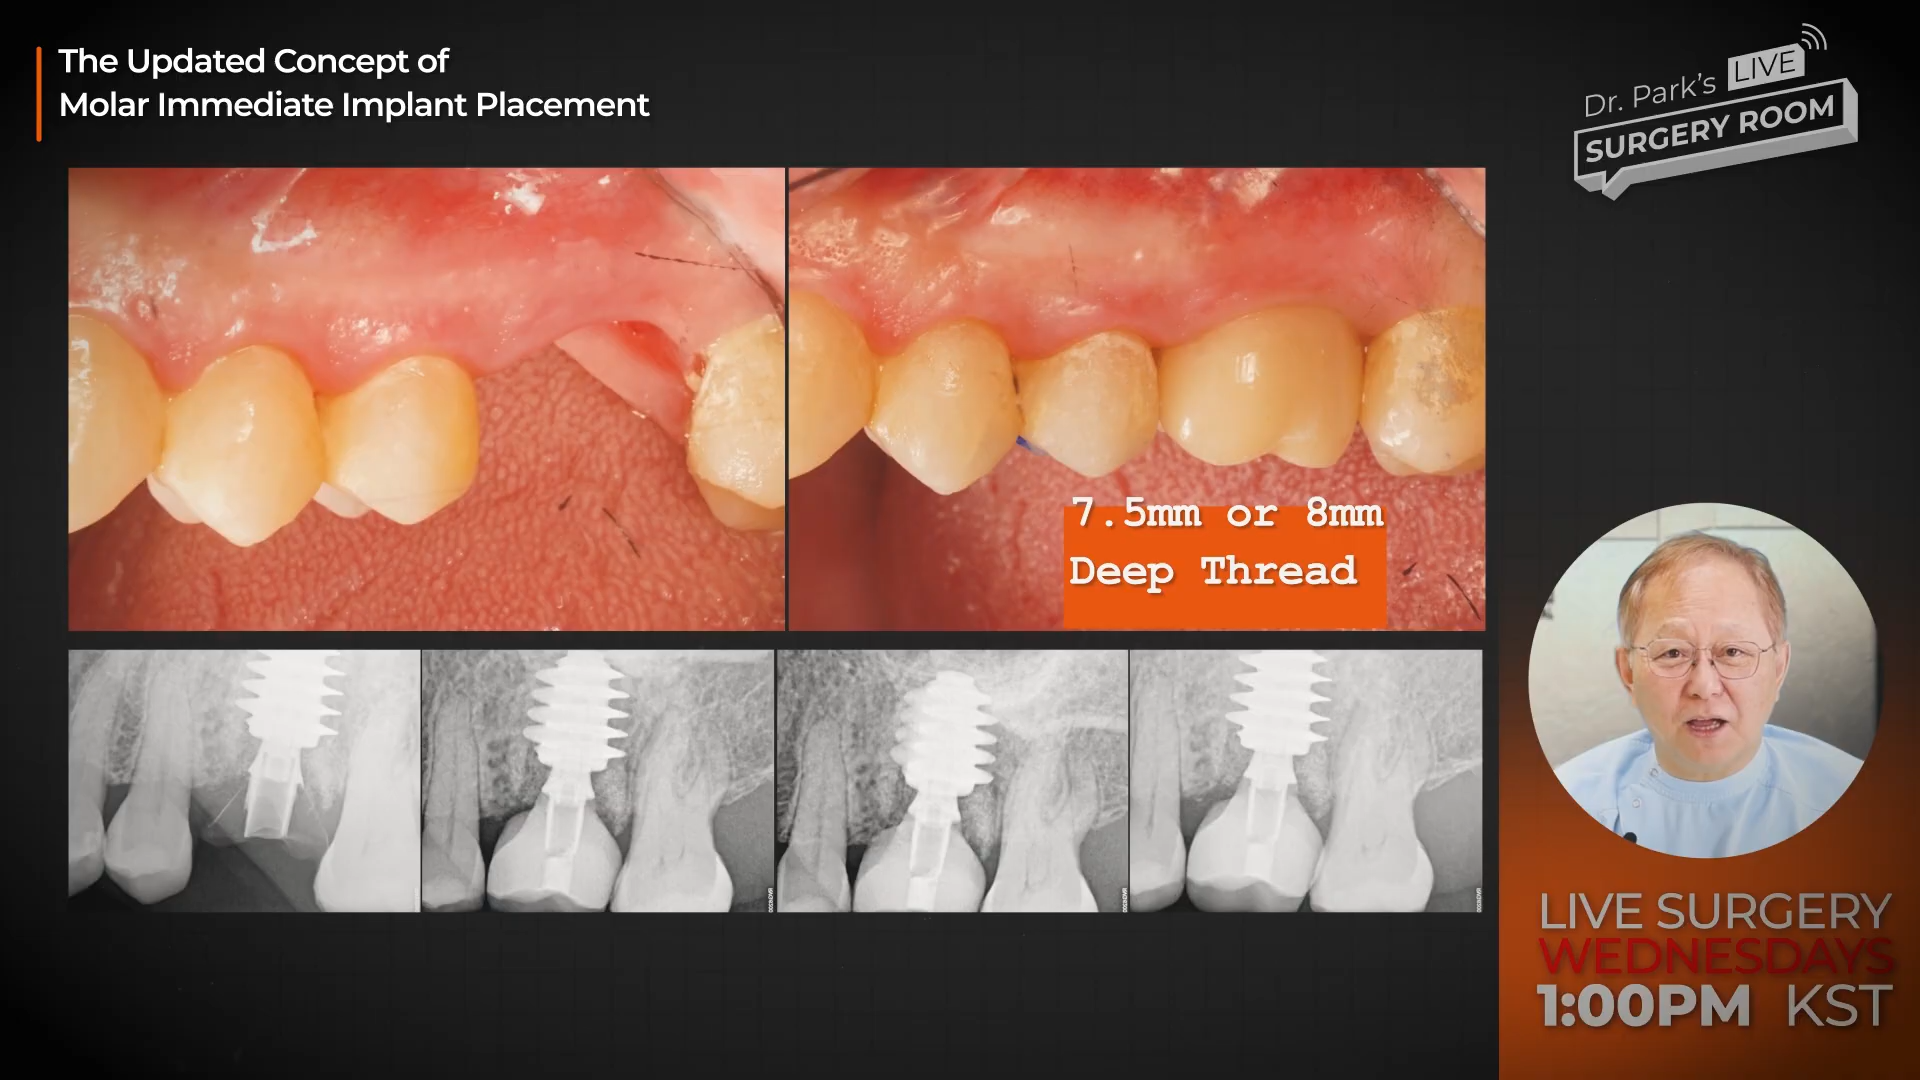 The Updated Concept of
Molar Immediate Implant Placement
Dr. Park's LIVE
SURGERY ROOM
7.5mm or 8mm
Deep Thread
LIVE SURGERY
WEDNESDAYS
1:00PM KST